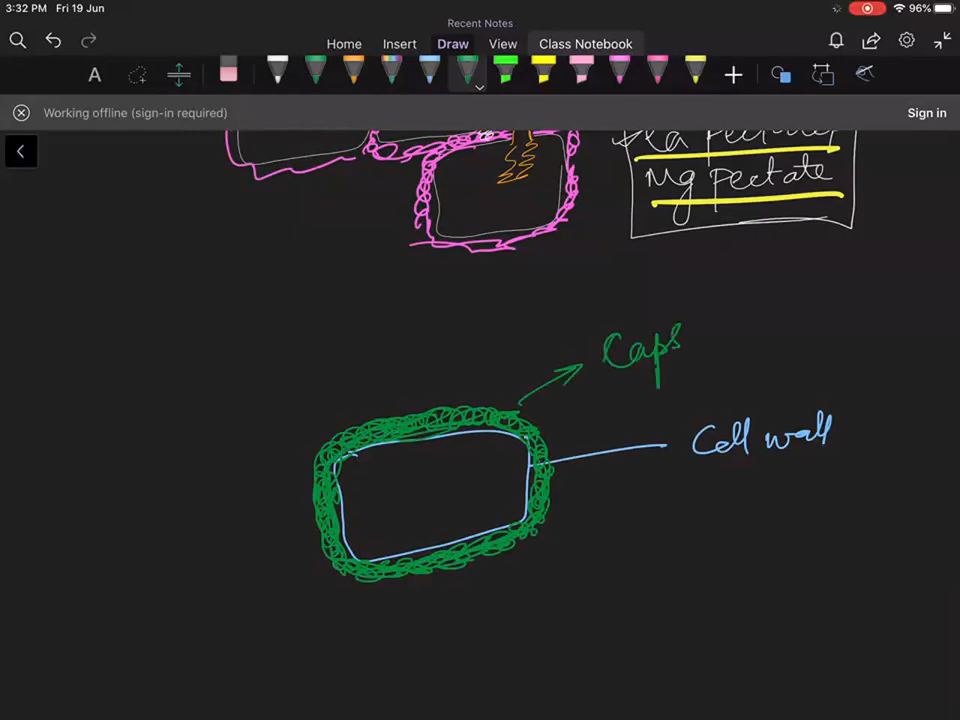 3:32 PM Fri 19 Jun
96%
Recent Notes
Home Insert Draw View Class Notebook
A
Working offline (sign-in required)
Sign in
Mg pectate
Caps
Cell wall